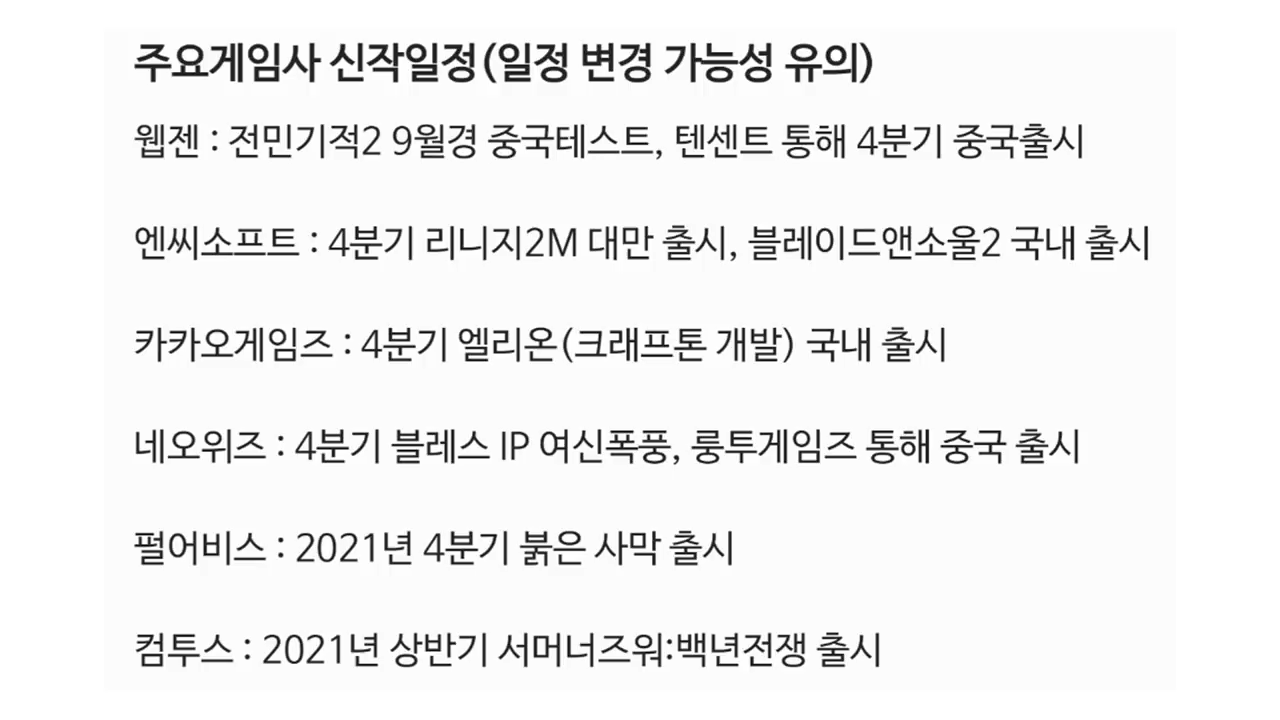 주요게임사 신작일정(일정 변경 가능성 유의)
웹젠 : 전민기적2 9월경 중국테스트, 텐센트 통해 4분기 중국출시
엔씨소프트 : 4분기 리니지2M 대만 출시, 블레이드앤소울2 국내 출시
카카오게임즈 : 4분기 엘리온(크래프톤 개발) 국내 출시
네오위즈 : 4분기 블레스 IP 여신폭풍, 룽투게임즈 통해 중국 출시
펄어비스 : 2021년 4분기 붉은 사막 출시
컴투스 : 2021년 상반기 서머너즈워:백년전쟁 출시